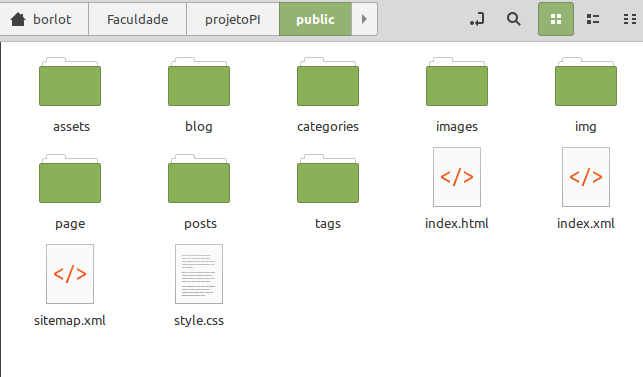 borlot Faculdade projetoPI public
assets blog categories images img
page posts tags index.html index.xml
sitemap.xml style.css